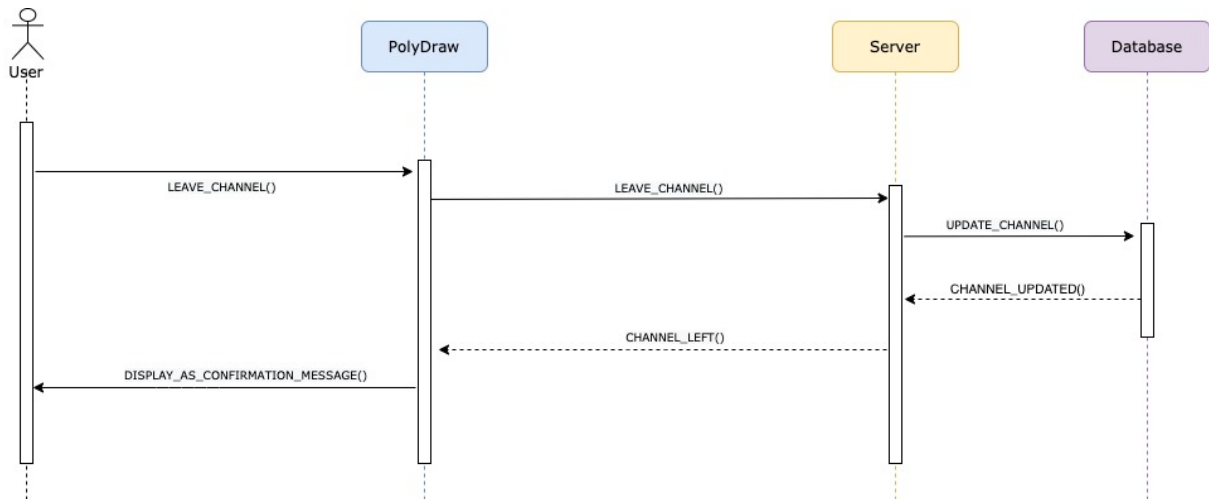 User
PolyDraw
Server
Database
LEAVE_CHANNEL()
LEAVE_CHANNEL()
UPDATE_CHANNEL()
CHANNEL_UPDATED()
CHANNEL_LEFT()
DISPLAY_AS_CONFIRMATION_MESSAGE()